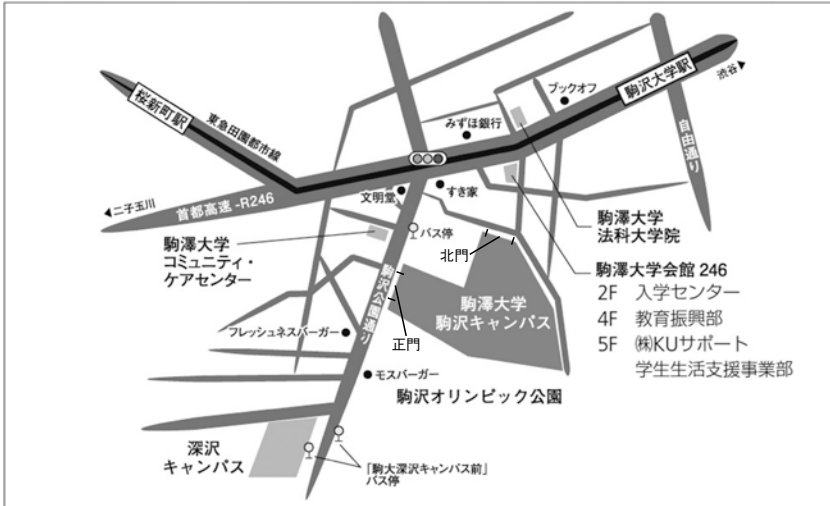 ブックオフ
駒沢大学駅
渋谷▶
桜新町駅
東急田園都市線
みずほ銀行
自由通り
◀二子玉川
首都高速-R246
文明堂
すき家
バス停
駒澤大学
法科大学院
駒澤大学
コミュニティ・
ケアセンター
北門
駒澤大学会館 246
2F 入学センター
4F 教育振興部
5F ㈱KUサポート
学生生活支援事業部
駒澤大学
駒沢キャンパス
駒沢公園通り
正門
フレッシュネスバーガー
モスバーガー
駒沢オリンピック公園
深沢
キャンパス
「駒大深沢キャンパス前」
バス停